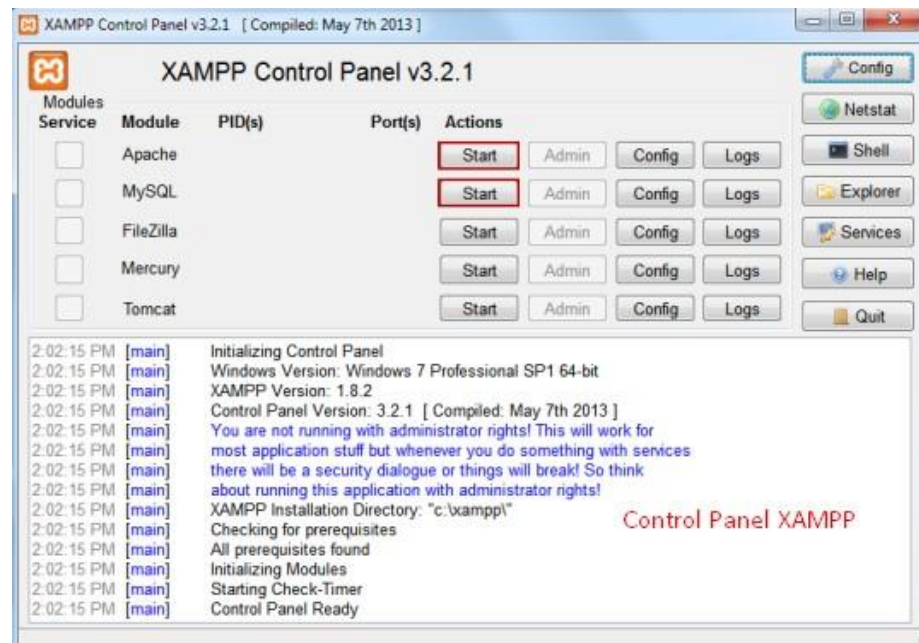 XAMPP Control Panel v3.2.1 [ Compiled: May 7th 2013 ]
XAMPP Control Panel v3.2.1
Config
Modules
Service Module PID(s) Port(s) Actions
Netstat
Apache Start Admin Config Logs
Shell
MySQL Start Admin Config Logs
Explorer
FileZilla Start Admin Config Logs
Services
Mercury Start Admin Config Logs
Help
Tomcat Start Admin Config Logs
Quit
2:02:15 PM [main] Initializing Control Panel
2:02:15 PM [main] Windows Version: Windows 7 Professional SP1 64-bit
2:02:15 PM [main] XAMPP Version: 1.8.2
2:02:15 PM [main] Control Panel Version: 3.2.1 [ Compiled: May 7th 2013 ]
2:02:15 PM [main] You are not running with administrator rights! This will work for
2:02:15 PM [main] most application stuff but whenever you do something with services
2:02:15 PM [main] there will be a security dialogue or things will break! So think
2:02:15 PM [main] about running this application with administrator rights!
2:02:15 PM [main] XAMPP Installation Directory: "c:\xampp\"
2:02:15 PM [main] Checking for prerequisites
2:02:15 PM [main] All prerequisites found
2:02:15 PM [main] Initializing Modules
2:02:15 PM [main] Starting Check-Timer
2:02:15 PM [main] Control Panel Ready
Control Panel XAMPP